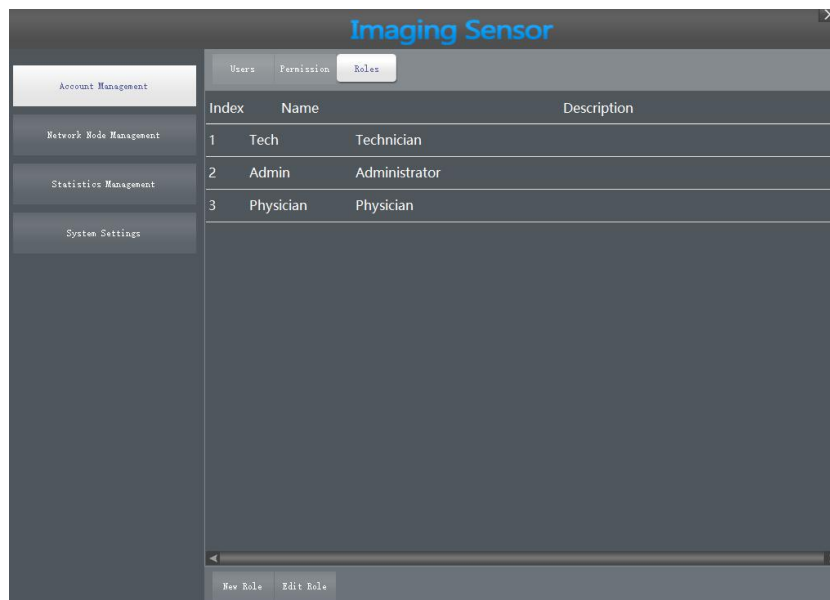 Imaging Sensor
Account Management
Network Node Management
Statistics Management
System Settings
Users Permission Roles
Index Name Description
1 Tech Technician
2 Admin Administrator
3 Physician Physician
New Role Edit Role